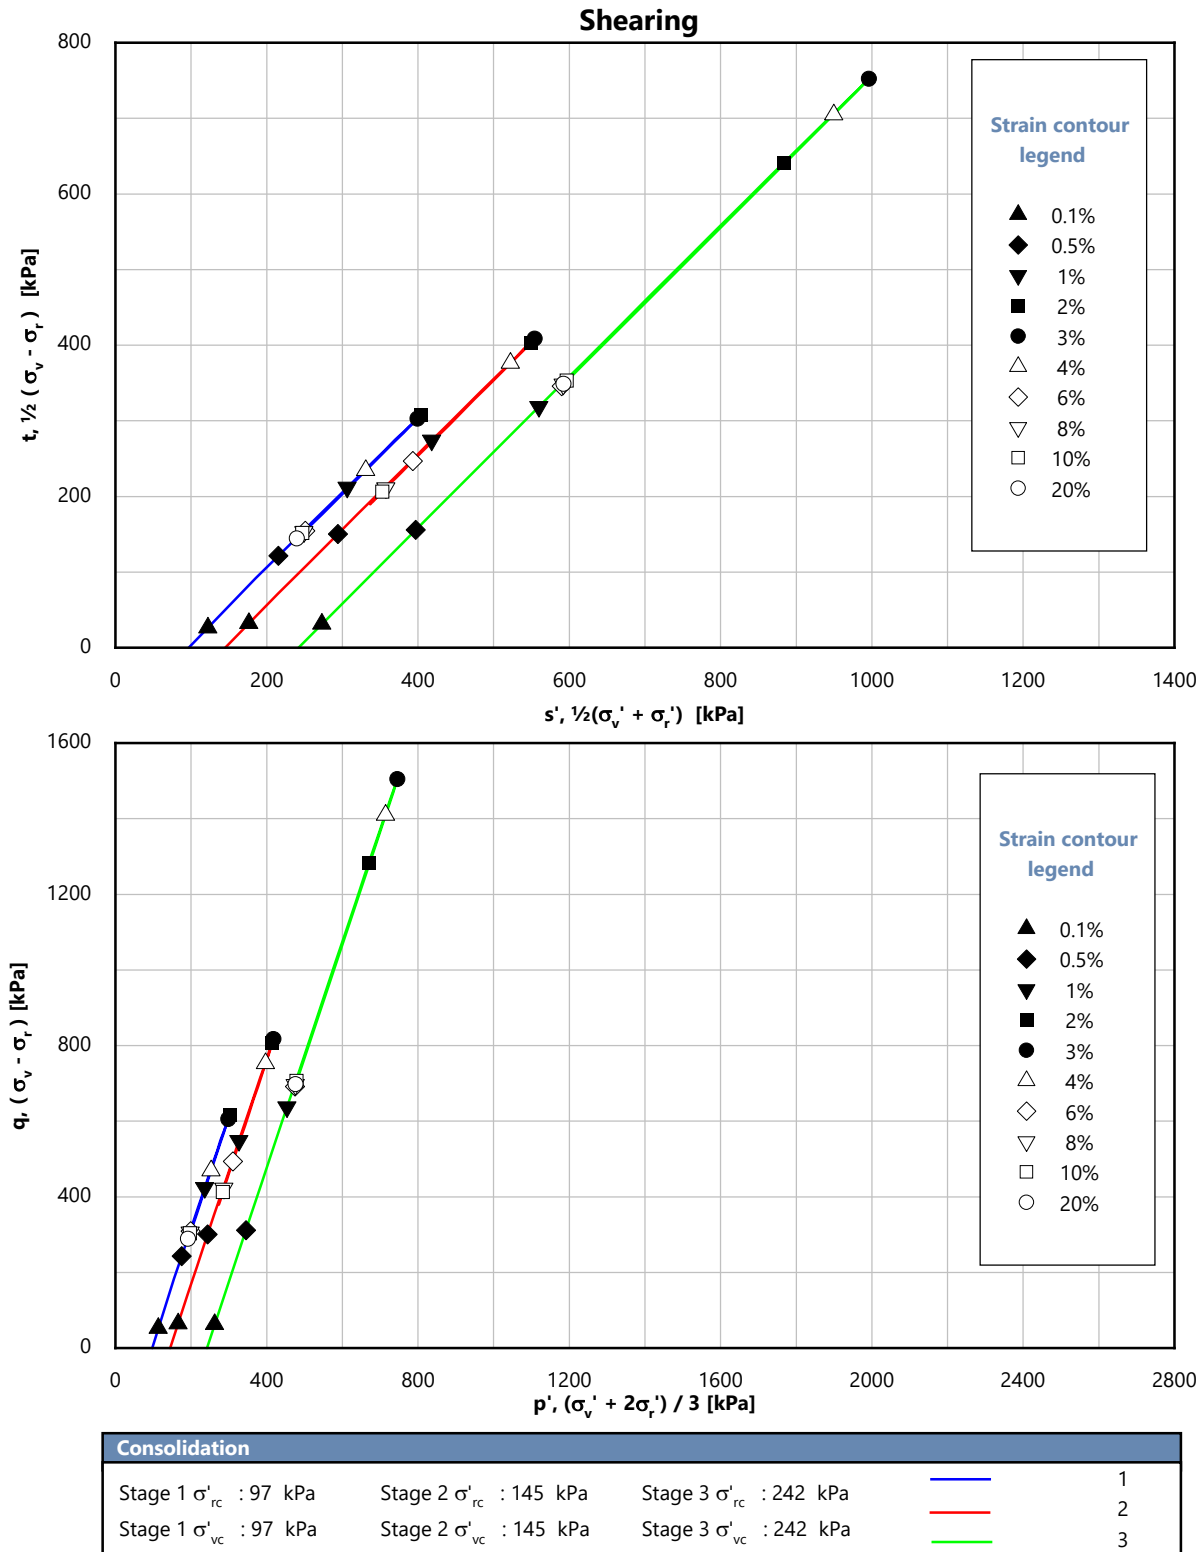 Shearing
800
600
400
200
0
t, ½ ( σv - σr ) [kPa]
0 200 400 600 800 1000 1200 1400
s', ½(σv' + σr') [kPa]
Strain contour
legend
0.1%
0.5%
1%
2%
3%
4%
6%
8%
10%
20%
1600
1200
800
400
0
q, ( σv - σr ) [kPa]
0 400 800 1200 1600 2000 2400 2800
p', (σv' + 2σr') / 3 [kPa]
Strain contour
legend
0.1%
0.5%
1%
2%
3%
4%
6%
8%
10%
20%
Consolidation
Stage 1 σ'rc : 97 kPa Stage 2 σ'rc : 145 kPa Stage 3 σ'rc : 242 kPa
Stage 1 σ'vc : 97 kPa Stage 2 σ'vc : 145 kPa Stage 3 σ'vc : 242 kPa
1
2
3